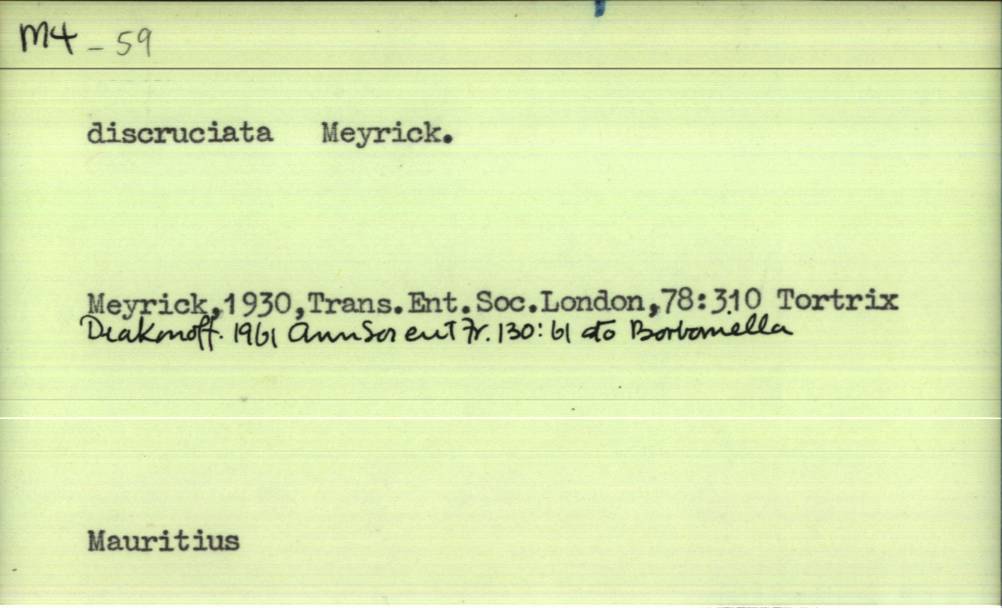 M4 - 59
discruciata Meyrick.
Meyrick,1930,Trans.Ent.Soc.London,78:310 Tortrix
Diakonoff. 1961 Ann Soc ent Fr. 130:61 to Borbonnella
Mauritius